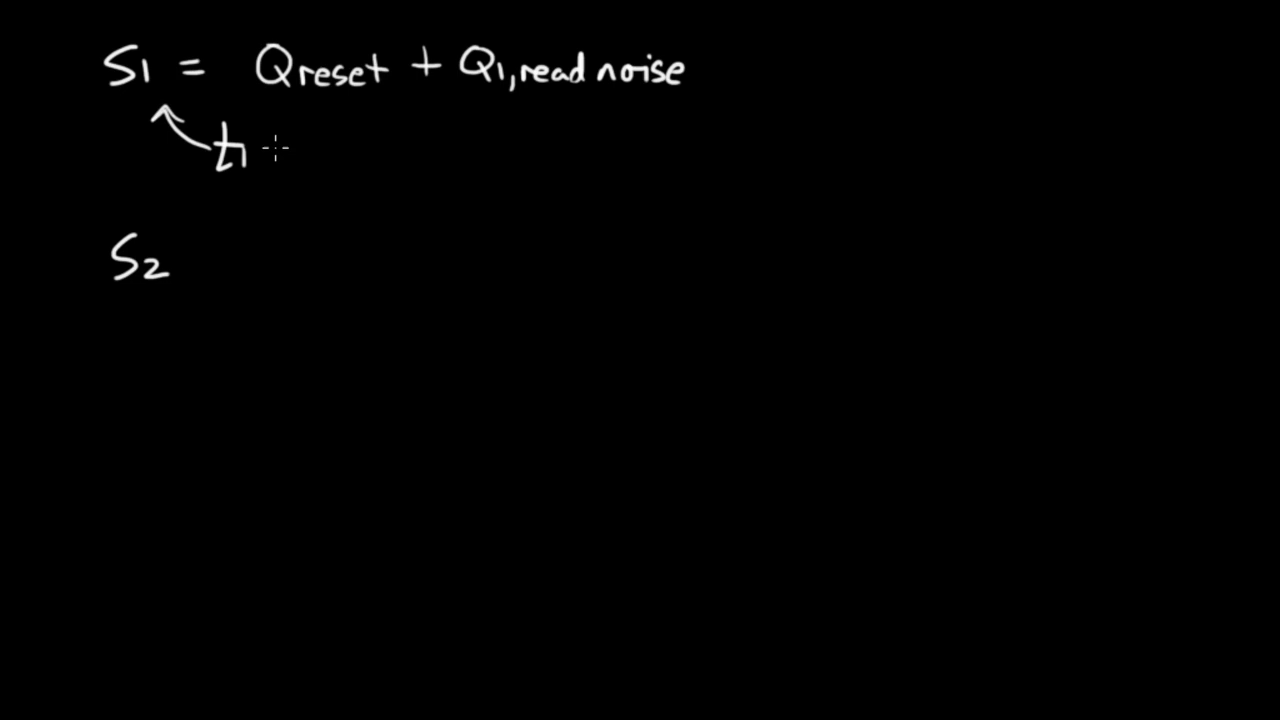 S1 = Qreset + Q1, read noise
t1
S2